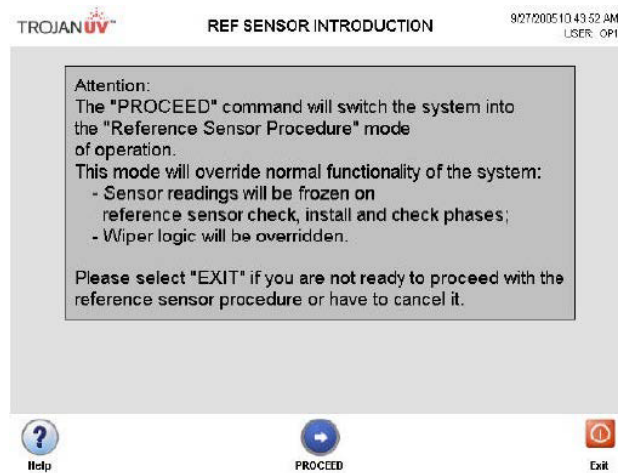 TROJANUV™
REF SENSOR INTRODUCTION
9/27/2005 10 43 52 AM
USER: OP1
Attention:
The "PROCEED" command will switch the system into
the "Reference Sensor Procedure" mode
of operation.
This mode will override normal functionality of the system:
- Sensor readings will be frozen on
reference sensor check, install and check phases;
- Wiper logic will be overridden.
Please select "EXIT" if you are not ready to proceed with the
reference sensor procedure or have to cancel it.
?
Help
PROCEED
Exit